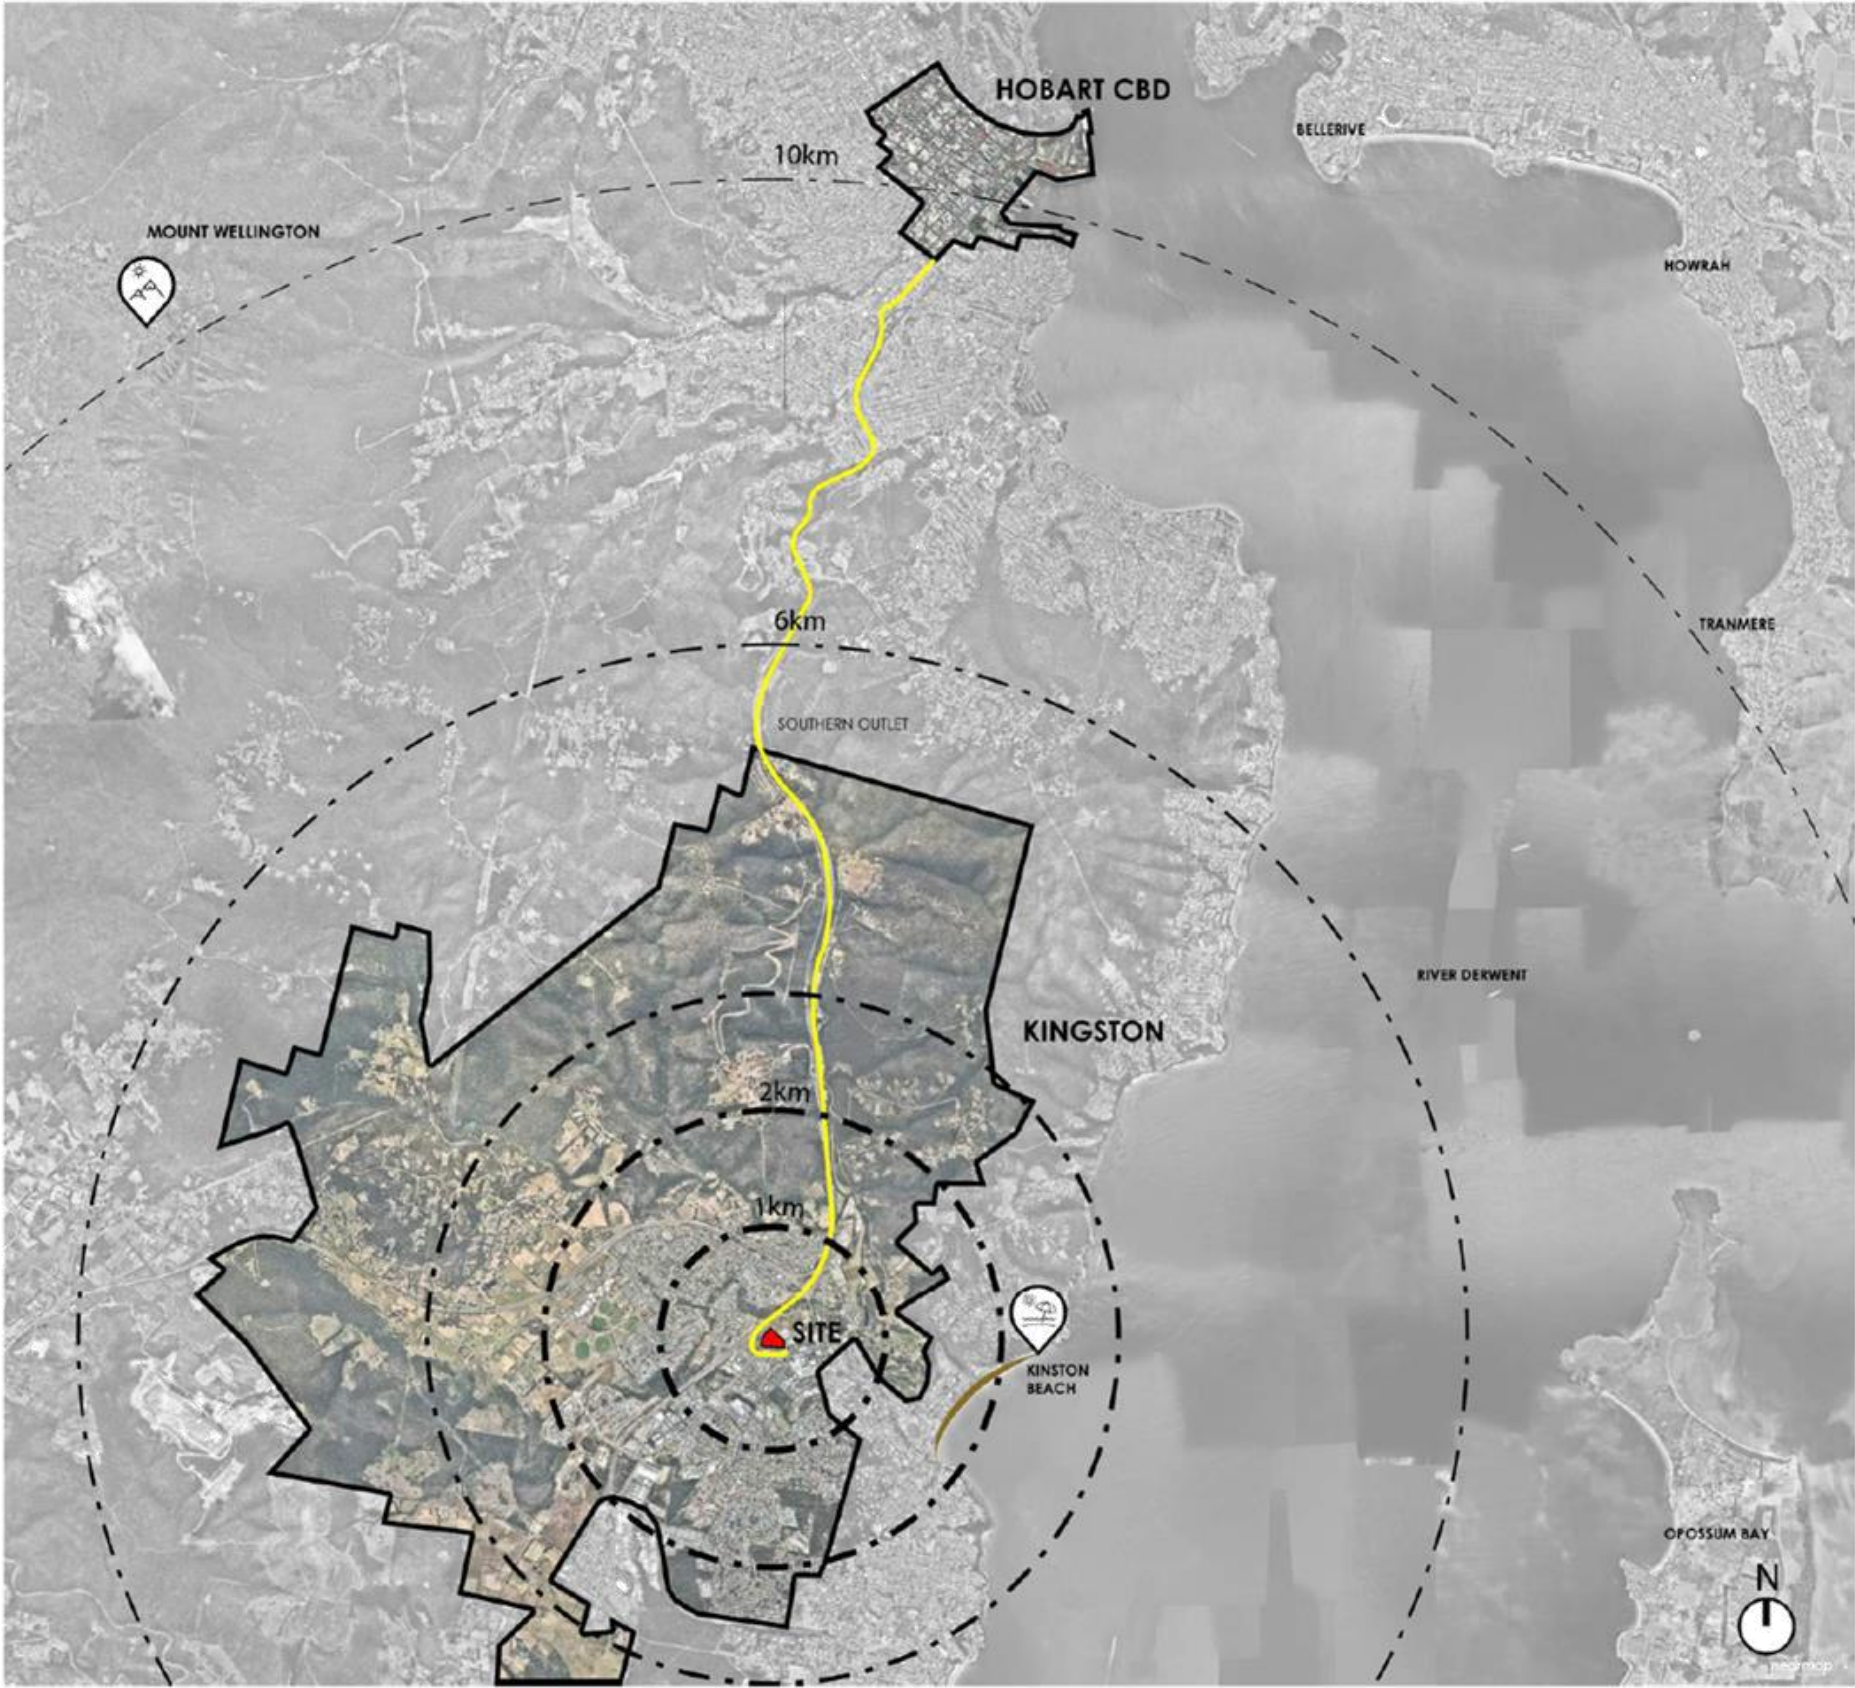 HOBART CBD
BELLERIVE
10km
MOUNT WELLINGTON
HOWRAH
6km
TRANMERE
SOUTHERN OUTLET
RIVER DERWENT
KINGSTON
2km
1km
SITE
KINSTON
BEACH
OPOSSUM BAY
N
nearmap